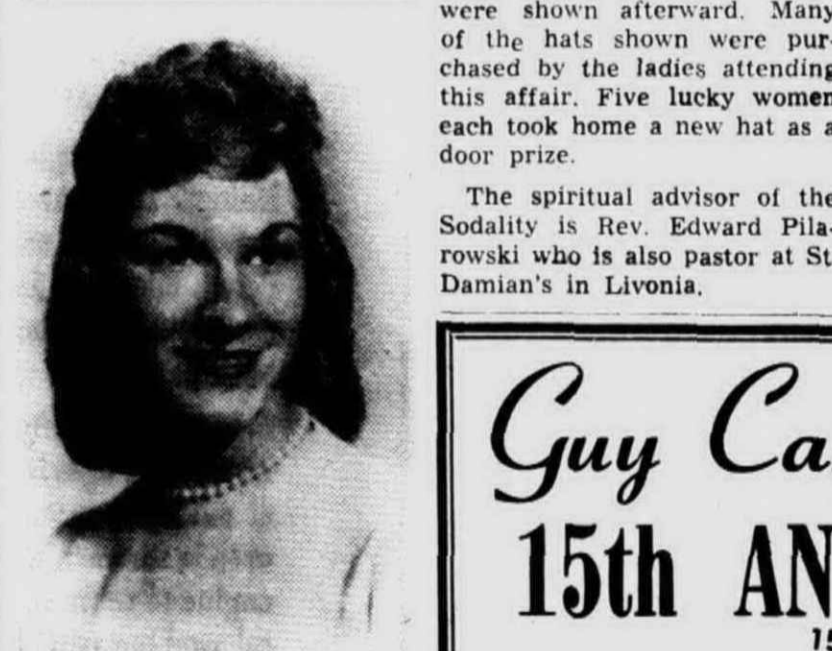 were shown afterward. Many
of the hats shown were pur-
chased by the ladies attending
this affair. Five lucky women
each took home a new hat as a
door prize.
The spiritual advisor of the
Sodality is Rev. Edward Pila-
rowski who is also pastor at St.
Damian's in Livonia.
Guy Ca
15th AN